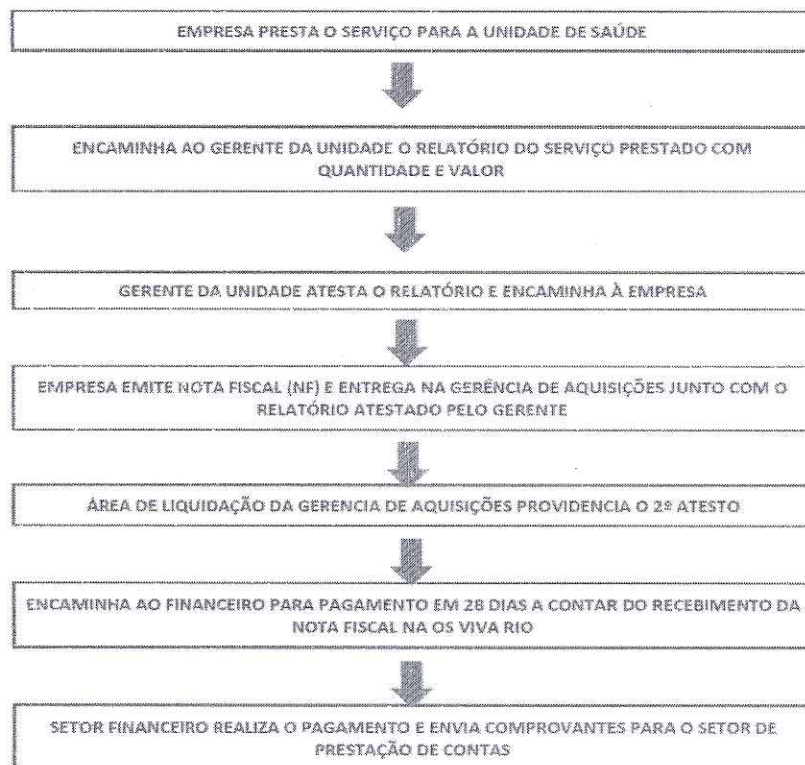 EMPRESA PRESTA O SERVIÇO PARA A UNIDADE DE SAÚDE
ENCAMINHA AO GERENTE DA UNIDADE O RELATÓRIO DO SERVIÇO PRESTADO COM
QUANTIDADE E VALOR
GERENTE DA UNIDADE ATESTA O RELATÓRIO E ENCAMINHA À EMPRESA
EMPRESA EMITE NOTA FISCAL (NF) E ENTREGA NA GERÊNCIA DE AQUISIÇÕES JUNTO COM O
RELATÓRIO ATESTADO PELO GERENTE
ÁREA DE LIQUIDAÇÃO DA GERENCIA DE AQUISIÇÕES PROVIDENCIA O 2º ATESTO
ENCAMINHA AO FINANCEIRO PARA PAGAMENTO EM 28 DIAS A CONTAR DO RECEBIMENTO DA
NOTA FISCAL NA OS VIVA RIO
SETOR FINANCEIRO REALIZA O PAGAMENTO E ENVIA COMPROVANTES PARA O SETOR DE
PRESTAÇÃO DE CONTAS